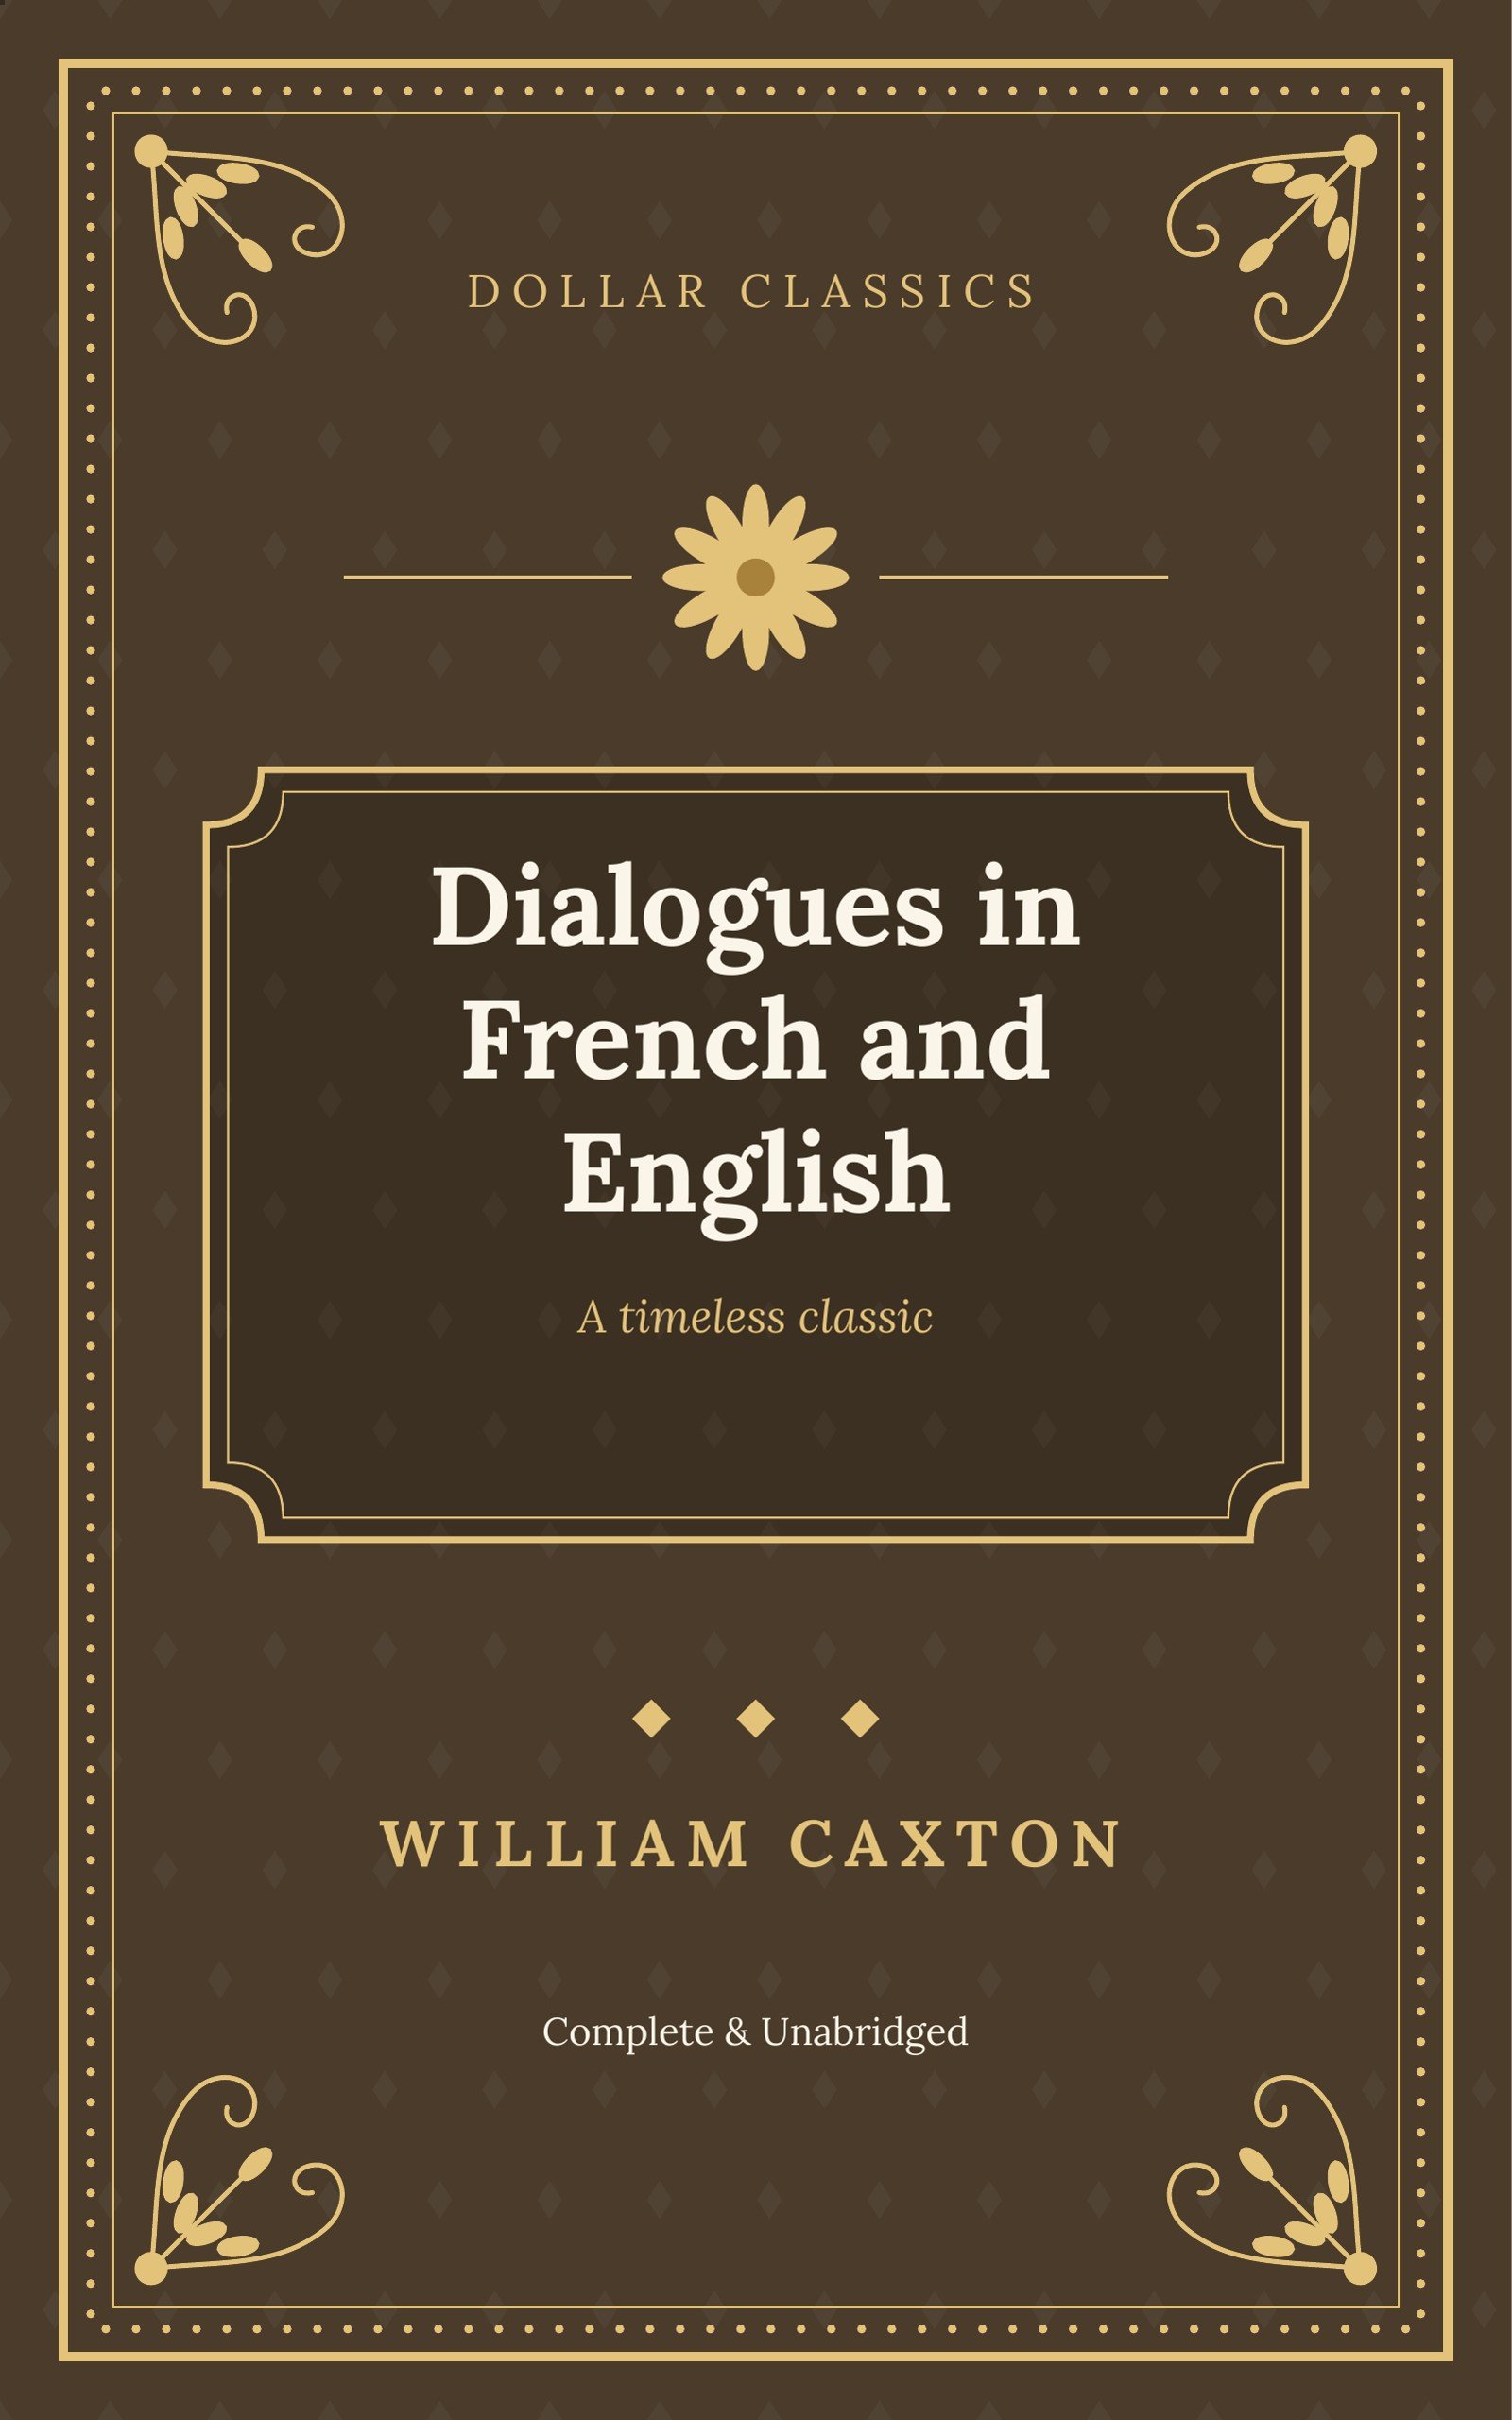 DOLLAR CLASSICS
Dialogues in
French and
English
A timeless classic
WILLIAM CAXTON
Complete & Unabridged